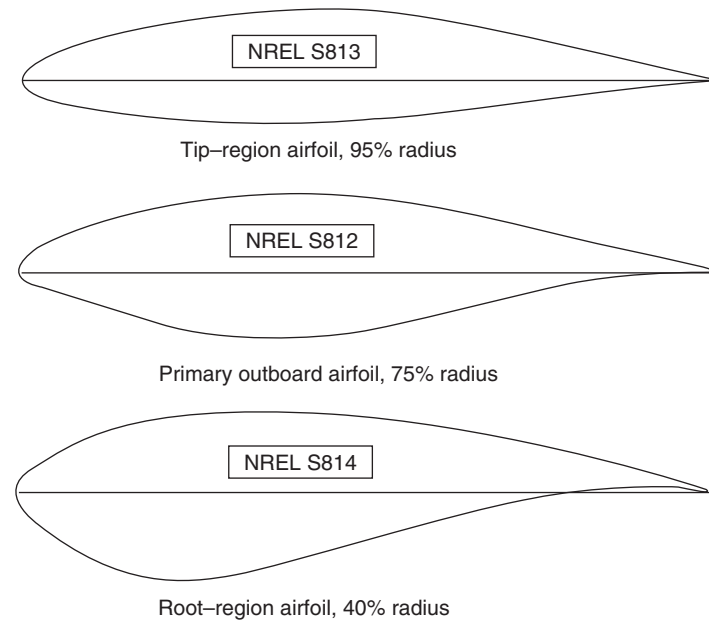 NREL S813
Tip–region airfoil, 95% radius
NREL S812
Primary outboard airfoil, 75% radius
NREL S814
Root–region airfoil, 40% radius